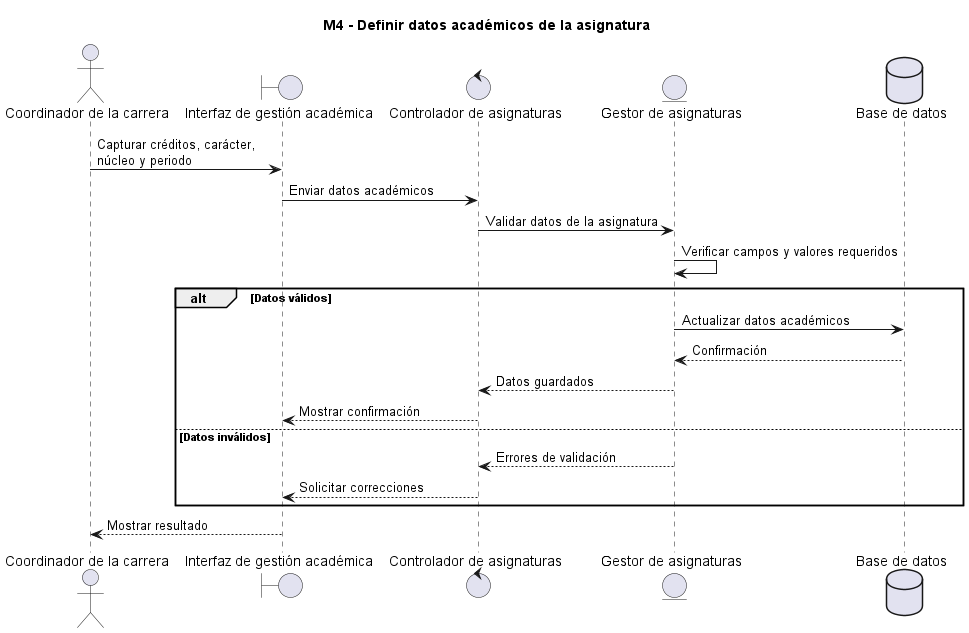 M4 - Definir datos académicos de la asignatura
Coordinador de la carrera
Interfaz de gestión académica
Controlador de asignaturas
Gestor de asignaturas
Base de datos
Capturar créditos, carácter,
núcleo y periodo
Enviar datos académicos
Validar datos de la asignatura
Verificar campos y valores requeridos
alt
[Datos válidos]
Actualizar datos académicos
Confirmación
Datos guardados
Mostrar confirmación
[Datos inválidos]
Errores de validación
Solicitar correcciones
Mostrar resultado
Coordinador de la carrera
Interfaz de gestión académica
Controlador de asignaturas
Gestor de asignaturas
Base de datos